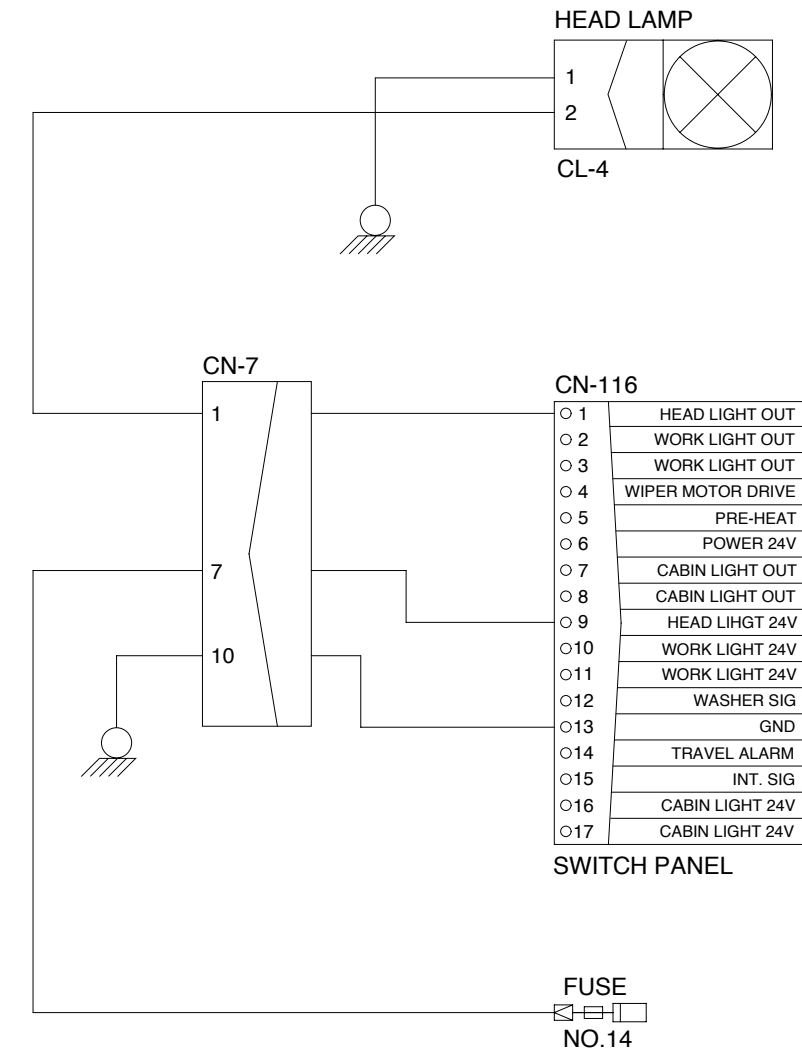 HEAD LAMP
1
2
CL-4
CN-7
1
7
10
CN-116
1 HEAD LIGHT OUT
2 WORK LIGHT OUT
3 WORK LIGHT OUT
4 WIPER MOTOR DRIVE
5 PRE-HEAT
6 POWER 24V
7 CABIN LIGHT OUT
8 CABIN LIGHT OUT
9 HEAD LIHGT 24V
10 WORK LIGHT 24V
11 WORK LIGHT 24V
12 WASHER SIG
13 GND
14 TRAVEL ALARM
15 INT. SIG
16 CABIN LIGHT 24V
17 CABIN LIGHT 24V
SWITCH PANEL
FUSE
NO.14